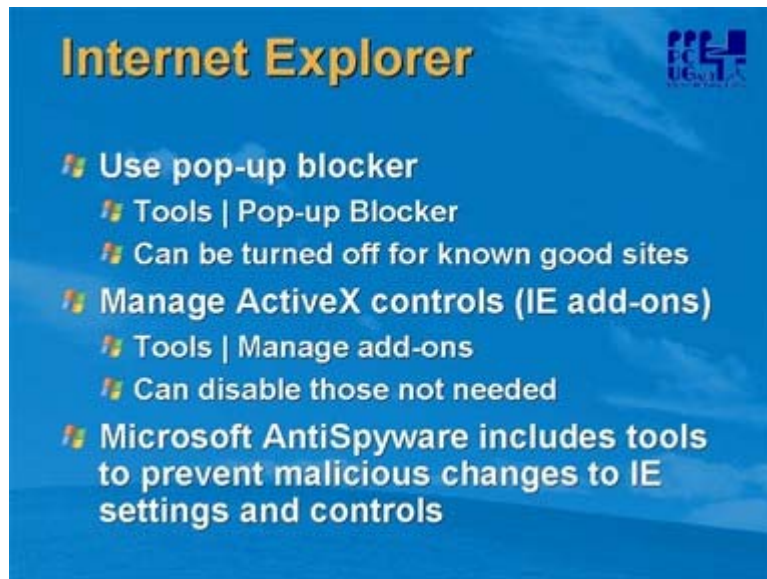 Internet Explorer
PC
UG
Use pop-up blocker
Tools | Pop-up Blocker
Can be turned off for known good sites
Manage ActiveX controls (IE add-ons)
Tools | Manage add-ons
Can disable those not needed
Microsoft AntiSpyware includes tools
to prevent malicious changes to IE
settings and controls